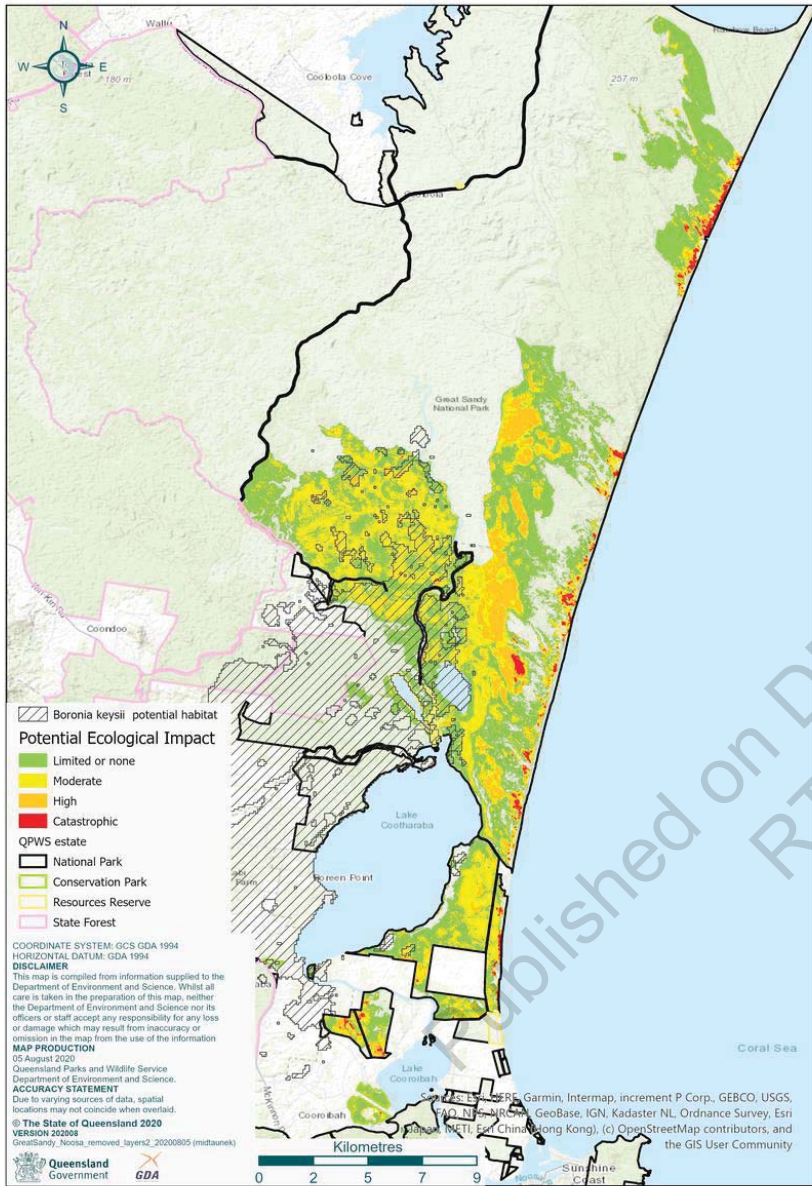 N
W E
S
Wallu
Forest
180 m
Cooloola Cove
Rainbow Beach
257 m
Cooloola
Great Sandy
National Park
Coondoo
Lake
Cootharaba
Boreen Point
Lake
Cooroibah
Cooroibah
Coral Sea
Sunshine
Coast
Boronia keysii potential habitat
Potential Ecological Impact
Limited or none
Moderate
High
Catastrophic
QPWS estate
National Park
Conservation Park
Resources Reserve
State Forest
COORDINATE SYSTEM: GCS GDA 1994
HORIZONTAL DATUM: GDA 1994
DISCLAIMER
This map is compiled from information supplied to the
Department of Environment and Science. Whilst all
care is taken in the preparation of this map, neither
the Department of Environment and Science nor its
officers or staff accept any responsibility for any loss
or damage which may result from inaccuracy or
omission in the map from the use of the information
MAP PRODUCTION
05 August 2020
Queensland Parks and Wildlife Service
Department of Environment and Science.
ACCURACY STATEMENT
Due to varying sources of data, spatial
locations may not coincide when overlaid.
© The State of Queensland 2020
VERSION 202008
GreatSandy_Noosa_removed_layers2_20200805 (midtaunek)
Queensland
Government
GDA
Kilometres
0 2 5 7 9
Sources: Esri, HERE, Garmin, Intermap, increment P Corp., GEBCO, USGS,
FAO, NPS, NRCAN, GeoBase, IGN, Kadaster NL, Ordnance Survey, Esri
Japan, METI, Esri China (Hong Kong), (c) OpenStreetMap contributors, and
the GIS User Community
Published on D
RT